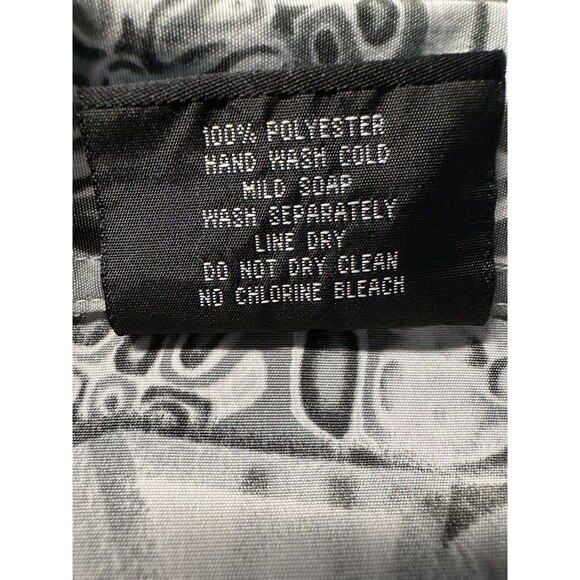 100% POLYESTER
HAND WASH COLD
MILD SOAP
WASH SEPARATELY
LINE DRY
DO NOT DRY CLEAN
NO CHLORINE BLEACH